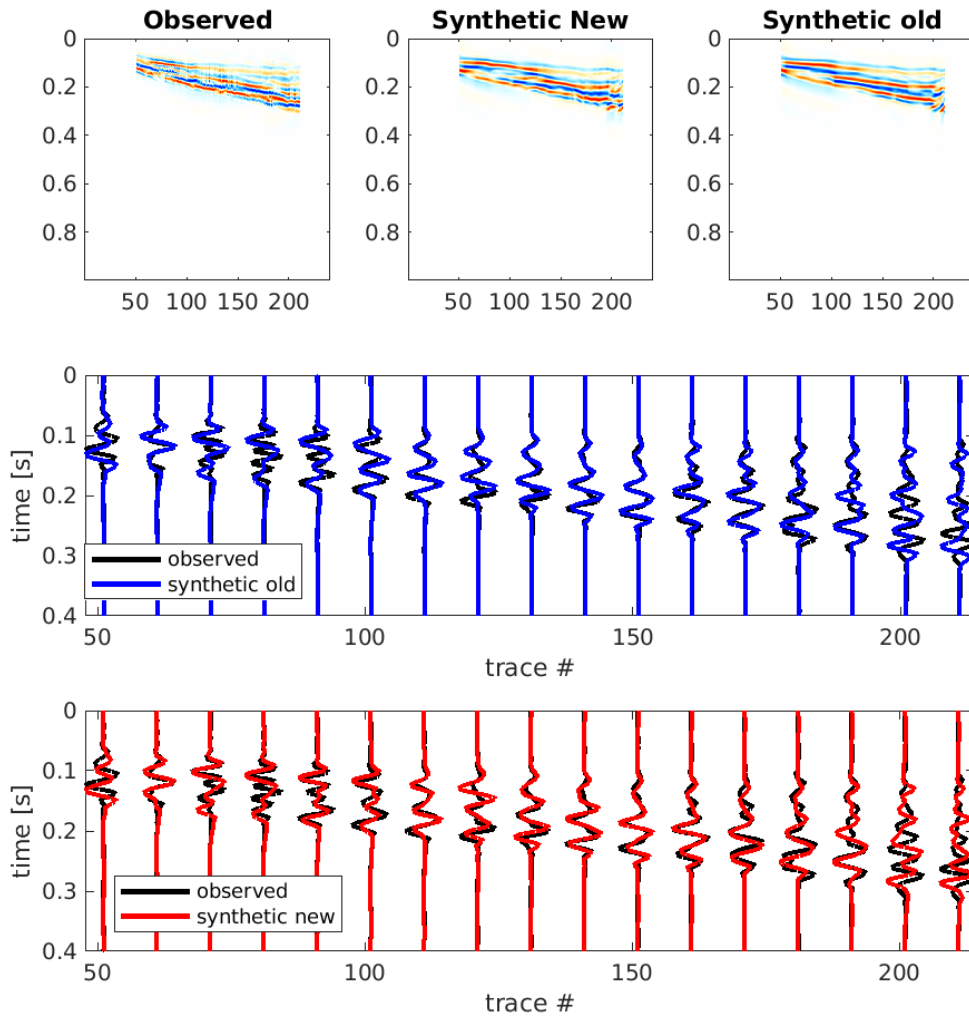 Observed Synthetic New Synthetic old
0 0 0
0.2 0.2 0.2
0.4 0.4 0.4
0.6 0.6 0.6
0.8 0.8 0.8
50 100 150 200 50 100 150 200 50 100 150 200
0
0.1
0.2
0.3
0.4
time [s]
observed
synthetic old
50 100 150 200
trace #
0
0.1
0.2
0.3
0.4
time [s]
observed
synthetic new
50 100 150 200
trace #